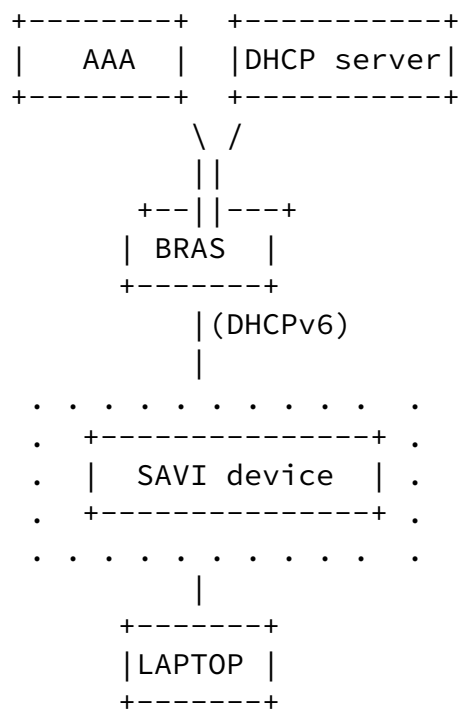 +--------+  +-----------+
|   AAA  |  |DHCP server|
+--------+  +-----------+
\ /
||
+--||---+
| BRAS  |
+-------+
|(DHCPv6)
|
. . . . . . . . . . .
. +---------------+ .
. |  SAVI device  | .
. +---------------+ .
. . . . . . . . . . .
|
+-------+
|LAPTOP |
+-------+